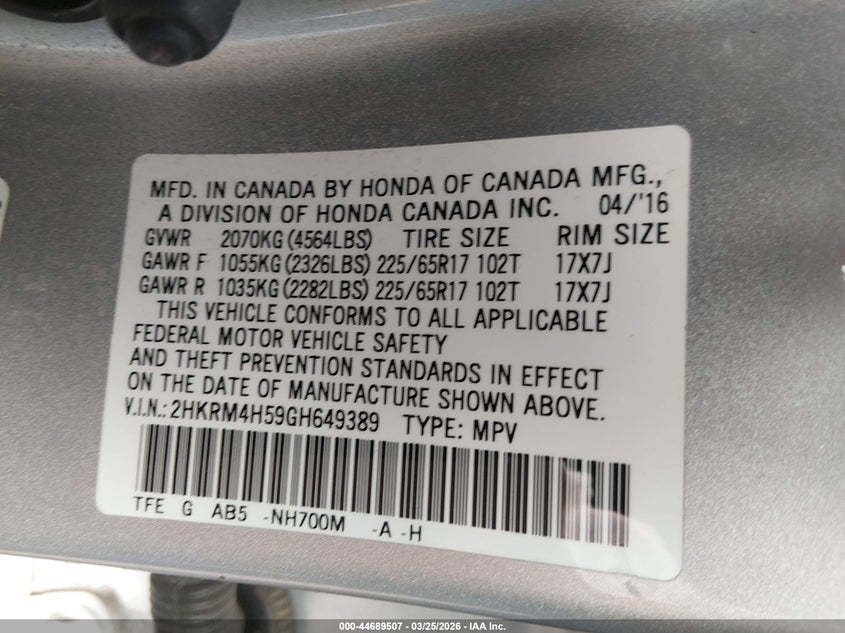 MFD. IN CANADA BY HONDA OF CANADA MFG.,
A DIVISION OF HONDA CANADA INC. 04/'16
GVWR 2070KG (4564LBS) TIRE SIZE RIM SIZE
GAWR F 1055KG (2326LBS) 225/65R17 102T 17X7J
GAWR R 1035KG (2282LBS) 225/65R17 102T 17X7J
THIS VEHICLE CONFORMS TO ALL APPLICABLE
FEDERAL MOTOR VEHICLE SAFETY
AND THEFT PREVENTION STANDARDS IN EFFECT
ON THE DATE OF MANUFACTURE SHOWN ABOVE.
V.I.N.: 2HKRM4H59GH649389 TYPE: MPV
TFE G AB5 -NH700M -A -H
000-44689507 - 03/25/2026 - IAA Inc.